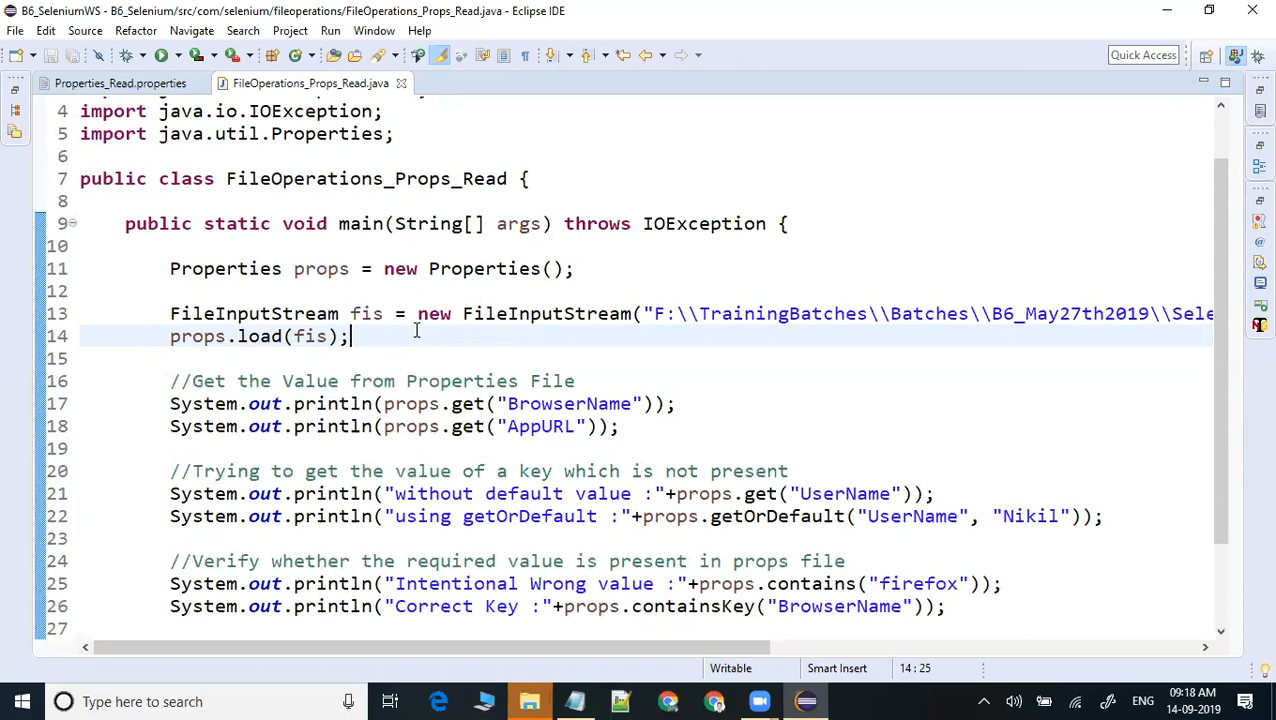 B6_SeleniumWS - B6_Selenium/src/com/selenium/fileoperations/FileOperations_Props_Read.java - Eclipse IDE
File Edit Source Refactor Navigate Search Project Run Window Help
Quick Access
Properties_Read.properties FileOperations_Props_Read.java
4 import java.io.IOException;
5 import java.util.Properties;
6
7 public class FileOperations_Props_Read {
8
9 public static void main(String[] args) throws IOException {
10
11 Properties props = new Properties();
12
13 FileInputStream fis = new FileInputStream("F:\\TrainingBatches\\Batches\\B6_May27th2019\\Sele
14 props.load(fis);
15
16 //Get the Value from Properties File
17 System.out.println(props.get("BrowserName"));
18 System.out.println(props.get("AppURL"));
19
20 //Trying to get the value of a key which is not present
21 System.out.println("without default value :"+props.get("UserName"));
22 System.out.println("using getOrDefault :"+props.getOrDefault("UserName", "Nikil"));
23
24 //Verify whether the required value is present in props file
25 System.out.println("Intentional Wrong value :"+props.contains("firefox"));
26 System.out.println("Correct Key :"+props.containsKey("BrowserName"));
27
Writable Smart Insert 14 : 25
Type here to search
ENG
09:18 AM
14-09-2019